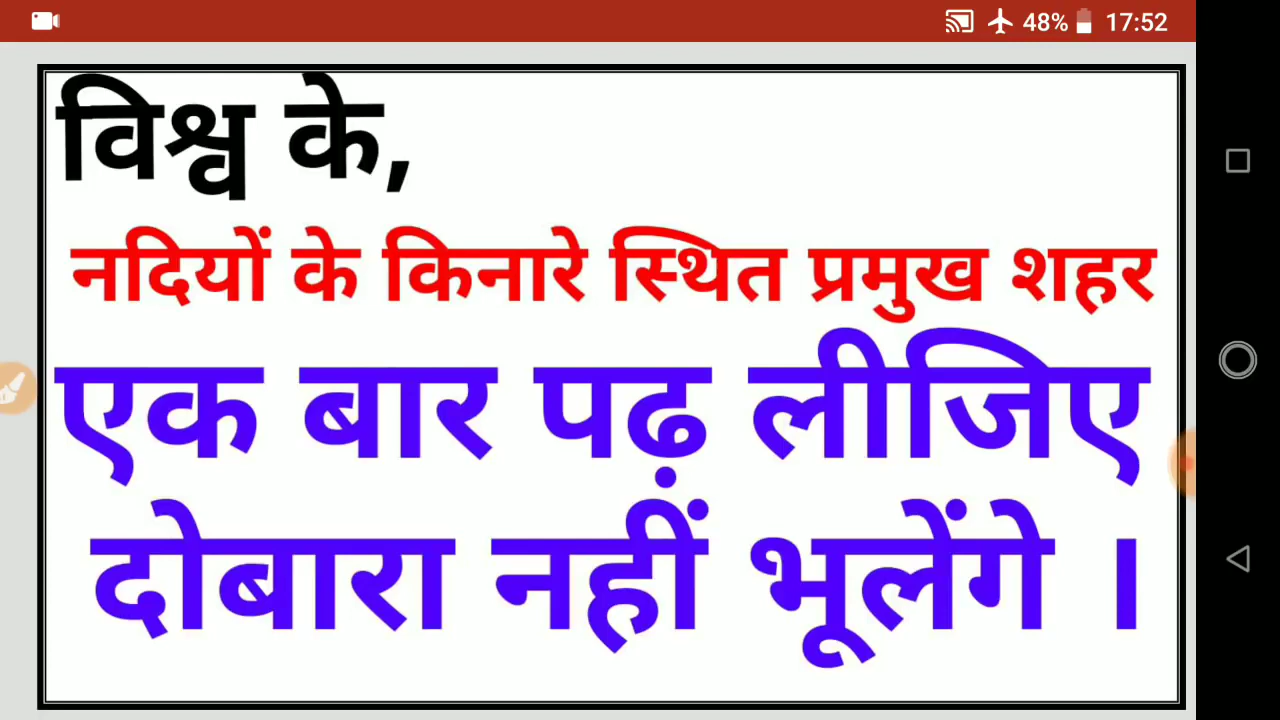 48% 17:52
विश्व के,
नदियों के किनारे स्थित प्रमुख शहर
एक बार पढ़ लीजिए
दोबारा नहीं भूलेंगे ।